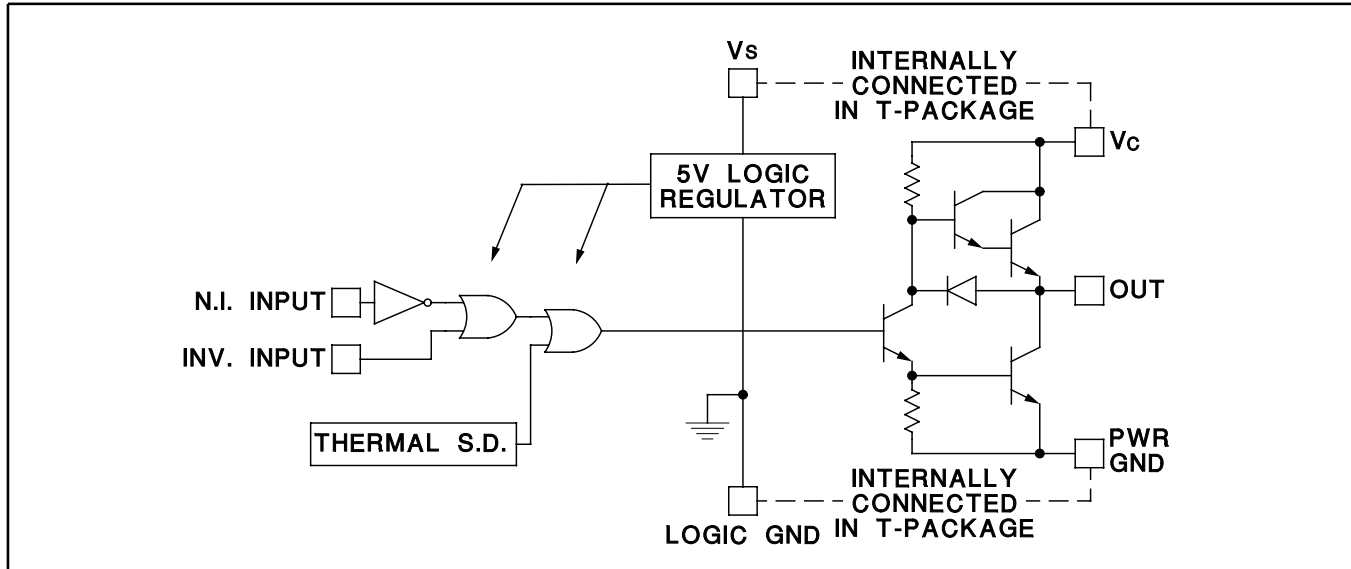 Vs
INTERNALLY
CONNECTED
IN T-PACKAGE
Vc
5V LOGIC
REGULATOR
N.I. INPUT
OUT
INV. INPUT
THERMAL S.D.
PWR
GND
INTERNALLY
CONNECTED
IN T-PACKAGE
LOGIC GND